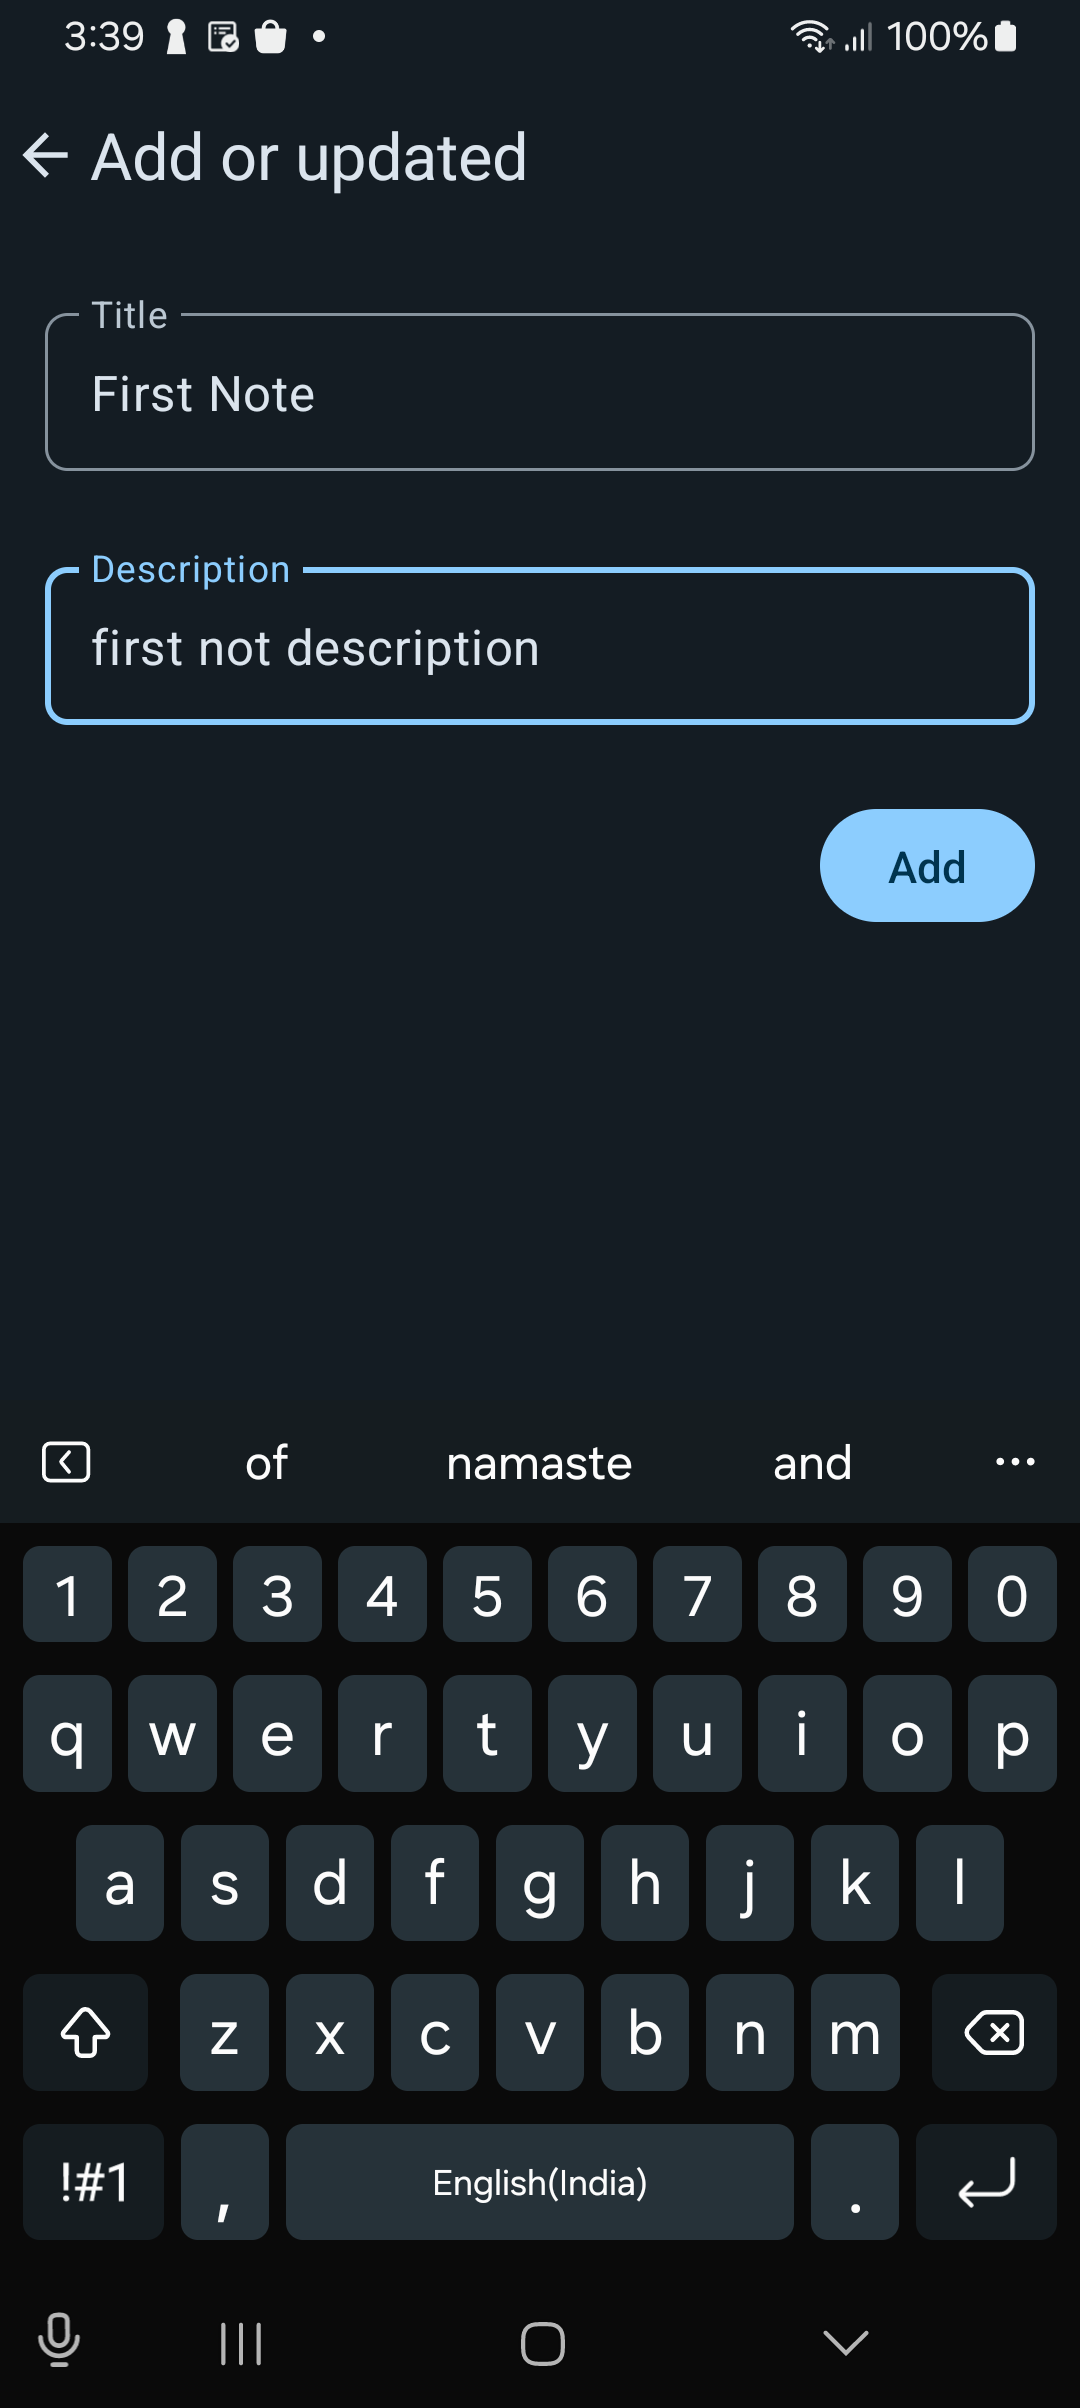 3:39 100%
Add or updated
Title
First Note
Description
first not description
Add
of namaste and
1 2 3 4 5 6 7 8 9 0
q w e r t y u i o p
a s d f g h j k l
z x c v b n m
!#1 , English(India) .